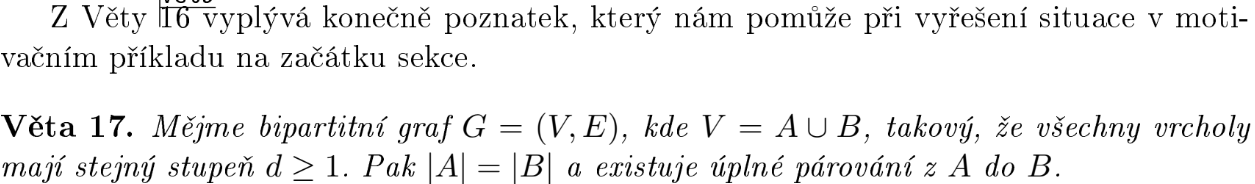 Z Věty 16 vyplývá konečně poznatek, který nám pomůže při vyřešení situace v moti-
vačním příkladu na začátku sekce.
Věta 17. Mějme bipartitní graf G = (V, E), kde V = A ∪ B, takový, že všechny vrcholy
mají stejný stupeň d ≥ 1. Pak |A| = |B| a existuje úplné párování z A do B.